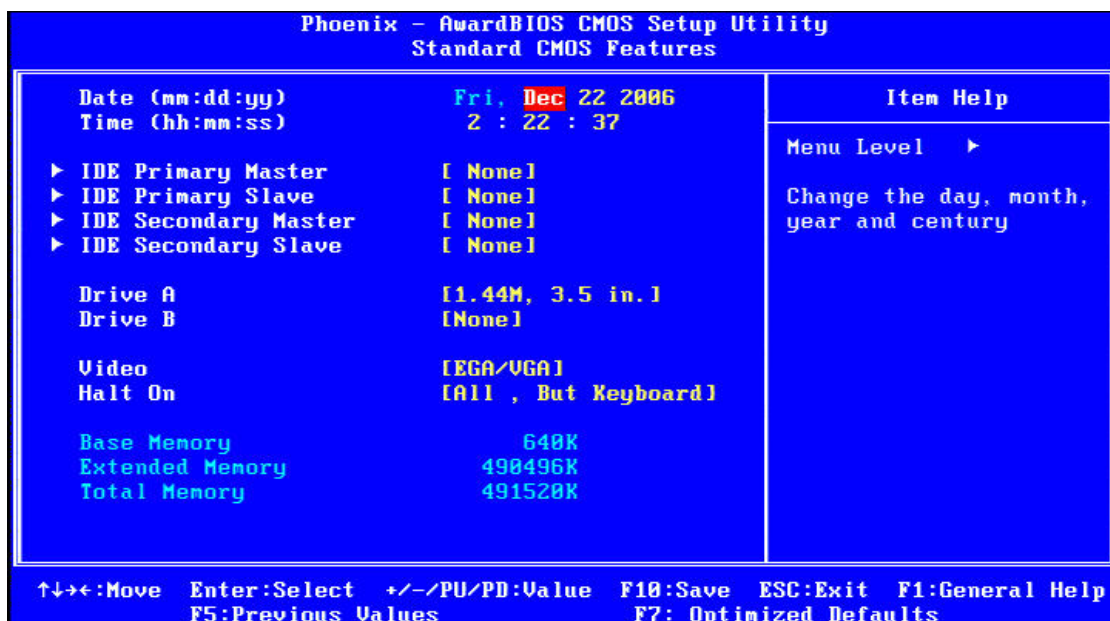 Phoenix - AwardBIOS CMOS Setup Utility
Standard CMOS Features
Date (mm:dd:yy) Fri, Dec 22 2006
Time (hh:mm:ss) 2 : 22 : 37
► IDE Primary Master [ None]
► IDE Primary Slave [ None]
► IDE Secondary Master [ None]
► IDE Secondary Slave [ None]
Drive A [1.44M, 3.5 in.]
Drive B [None]
Video [EGA/VGA]
Halt On [All , But Keyboard]
Base Memory 640K
Extended Memory 490496K
Total Memory 491520K
Item Help
Menu Level ►
Change the day, month,
year and century
↑↓→←:Move Enter:Select +/-/PU/PD:Value F10:Save ESC:Exit F1:General Help
F5:Previous Values F7: Optimized Defaults